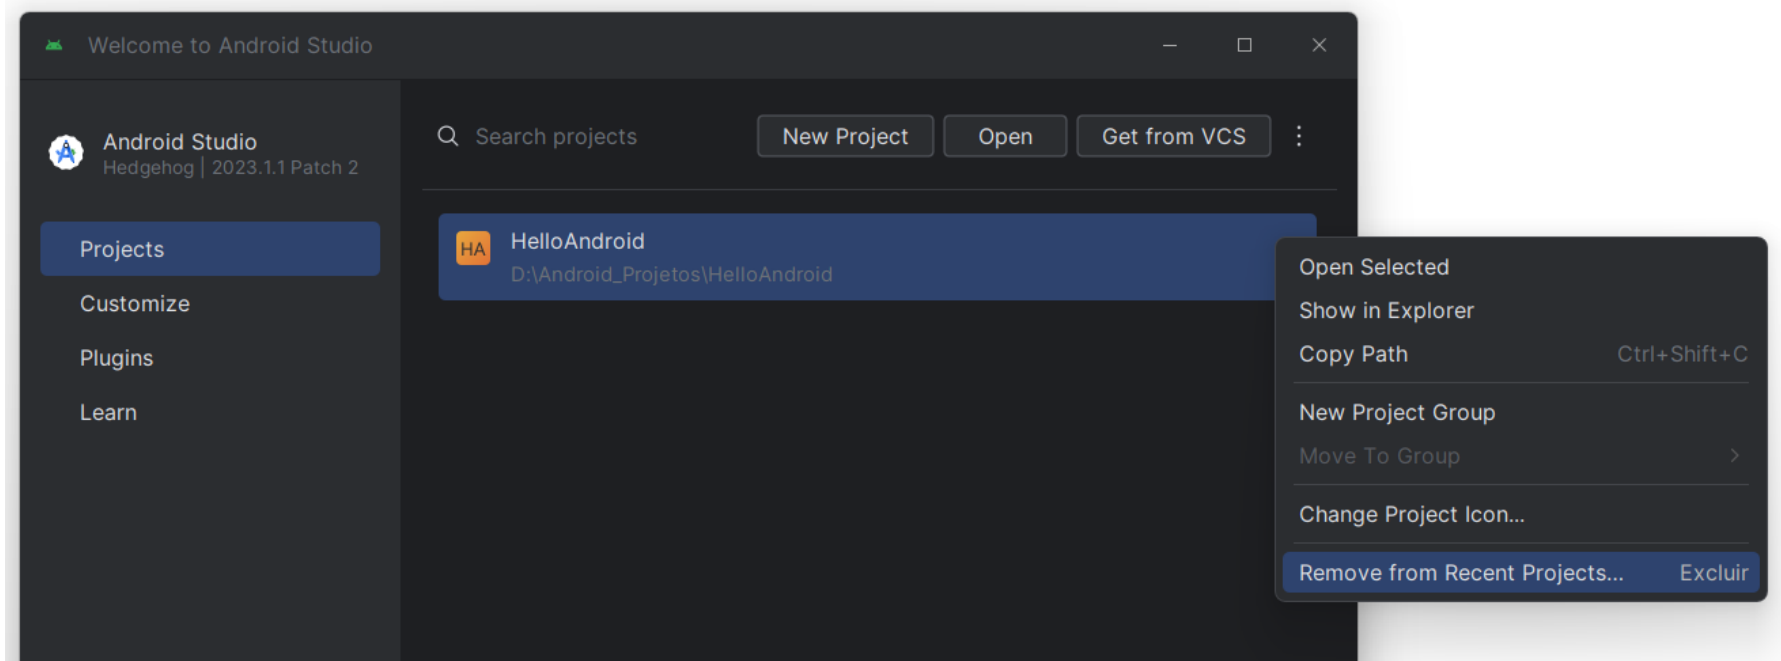 Welcome to Android Studio
Android Studio
Hedgehog | 2023.1.1 Patch 2
Projects
Customize
Plugins
Learn
Search projects
New Project
Open
Get from VCS
HA
HelloAndroid
D:\Android_Projetos\HelloAndroid
Open Selected
Show in Explorer
Copy Path Ctrl+Shift+C
New Project Group
Move To Group
Change Project Icon...
Remove from Recent Projects... Excluir